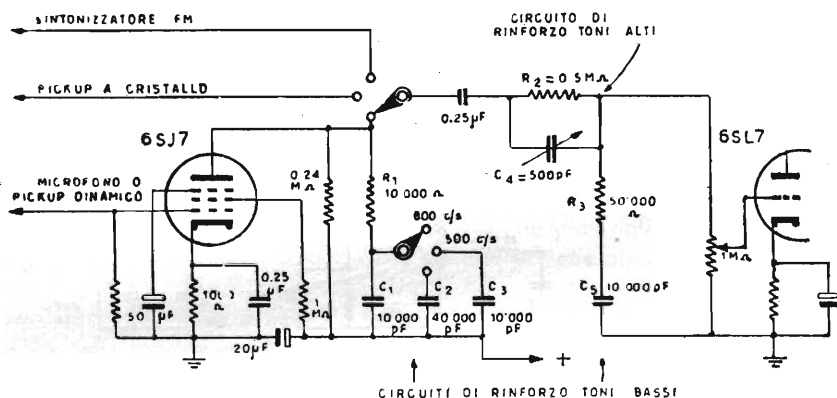 SINTONIZZATORE FM
PICKUP A CRISTALLO
MICROFONO O
PICKUP DINAMICO
6SJ7
CIRCUITO DI
RINFORZO TONI ALTI
R2=0.5MΩ
0.25µF
C4=500pF
6SL7
0.24
MΩ
R1
10 000 Ω
600 c/s
500 c/s
R3
50'000
Ω
1MΩ
50
µF
Ω
0.25
µF
1
MΩ
20µF
C1
10 000
pF
C2
40 000
pF
C3
10'000
pF
C5
10 000 pF
+
CIRCUITI DI RINFORZO TONI BASSI